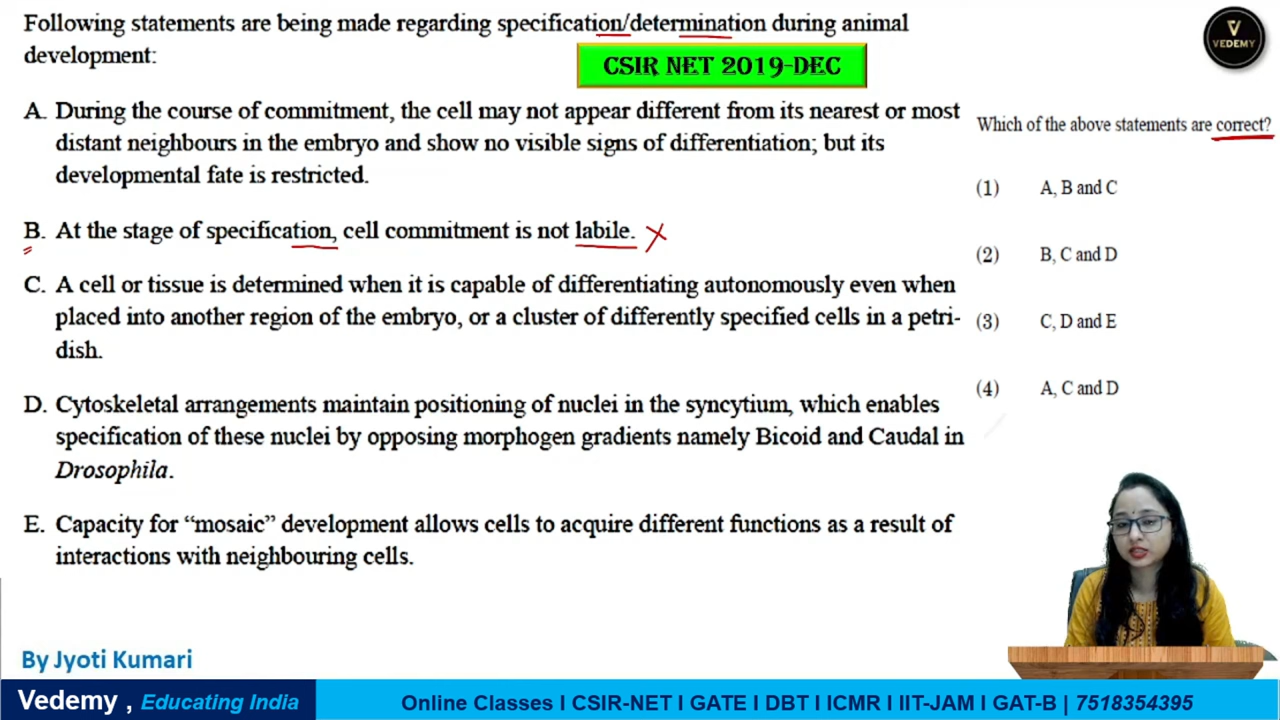 Following statements are being made regarding specification/determination during animal
development:
CSIR NET 2019-DEC
V
VEDEMY
A. During the course of commitment, the cell may not appear different from its nearest or most
distant neighbours in the embryo and show no visible signs of differentiation; but its
developmental fate is restricted.
B. At the stage of specification, cell commitment is not labile.
C. A cell or tissue is determined when it is capable of differentiating autonomously even when
placed into another region of the embryo, or a cluster of differently specified cells in a petri-
dish.
D. Cytoskeletal arrangements maintain positioning of nuclei in the syncytium, which enables
specification of these nuclei by opposing morphogen gradients namely Bicoid and Caudal in
Drosophila.
E. Capacity for “mosaic” development allows cells to acquire different functions as a result of
interactions with neighbouring cells.
Which of the above statements are correct?
(1) A, B and C
(2) B, C and D
(3) C, D and E
(4) A, C and D
By Jyoti Kumari
Vedemy , Educating India
Online Classes I CSIR-NET I GATE I DBT I ICMR I IIT-JAM I GAT-B | 7518354395